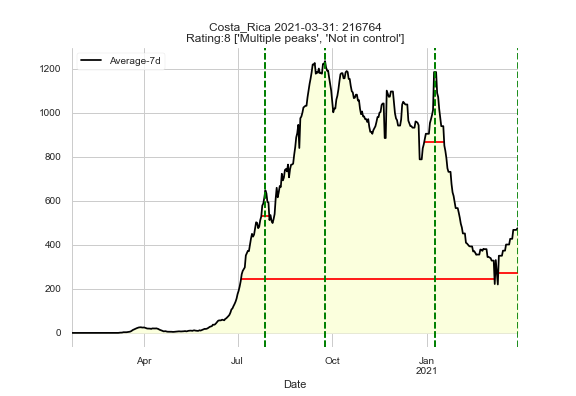 Costa_Rica 2021-03-31: 216764
Rating:8 ['Multiple peaks', 'Not in control']
Average-7d
1200
1000
800
600
400
200
0
Apr
Jul
Oct
Jan
2021
Date